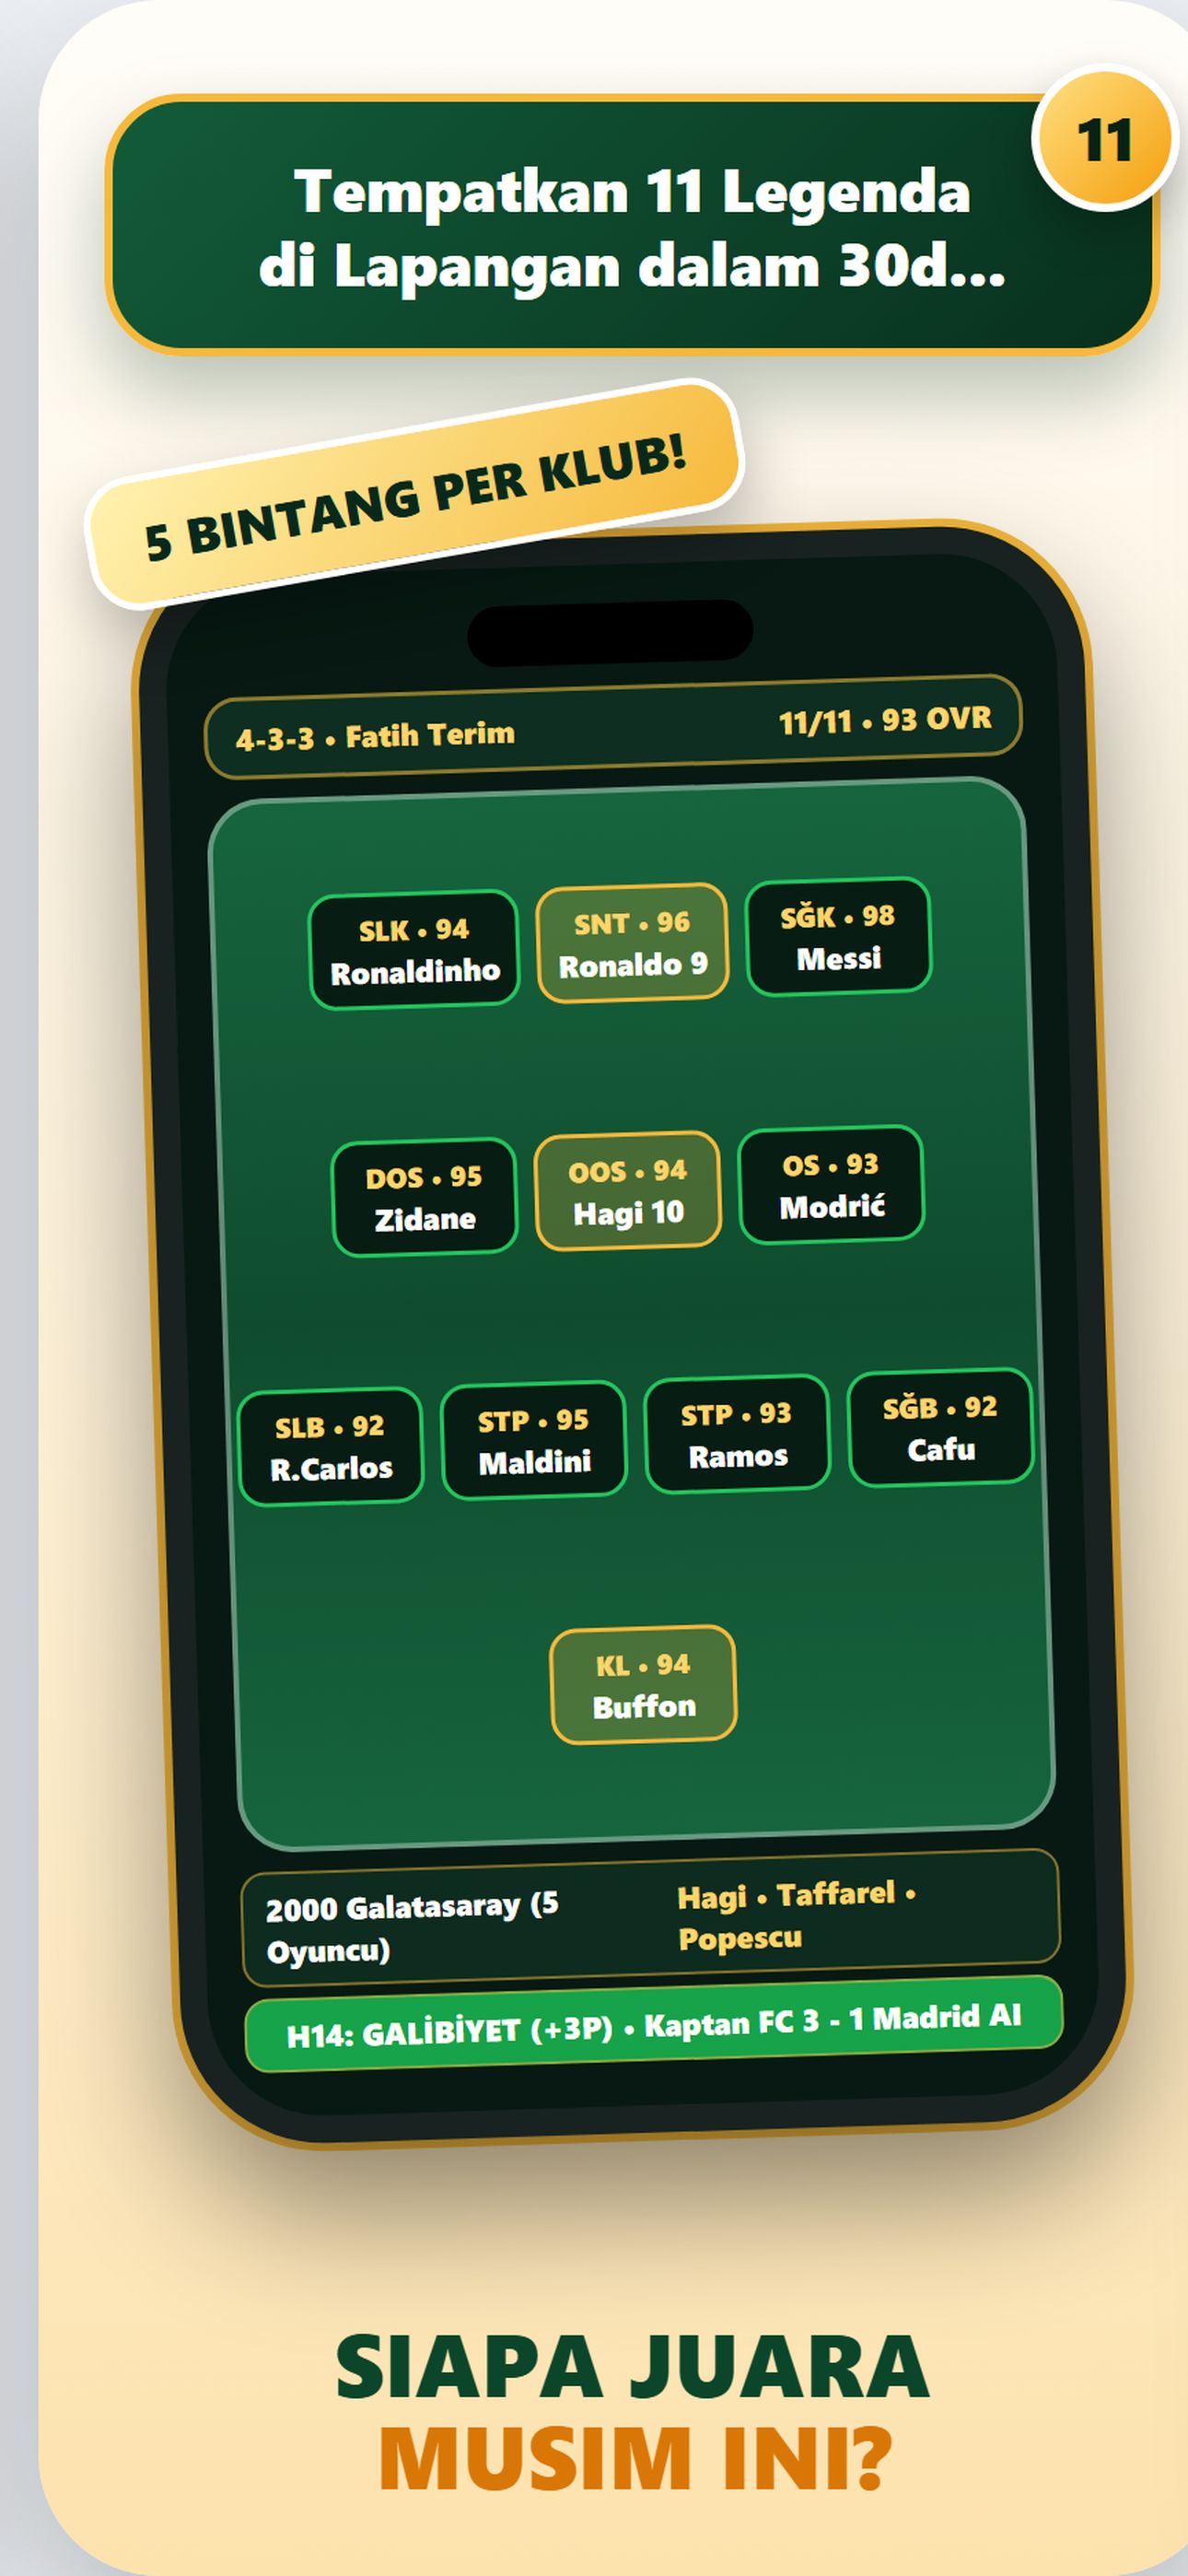 11
Tempatkan 11 Legenda
di Lapangan dalam 30d...
5 BINTANG PER KLUB!
4-3-3 • Fatih Terim
11/11 • 93 OVR
SLK • 94
Ronaldinho
SNT • 96
Ronaldo 9
SĞK • 98
Messi
DOS • 95
Zidane
OOS • 94
Hagi 10
OS • 93
Modrić
SLB • 92
R.Carlos
STP • 95
Maldini
STP • 93
Ramos
SĞB • 92
Cafu
KL • 94
Buffon
2000 Galatasaray (5
Oyuncu)
Hagi • Taffarel •
Popescu
H14: GALİBİYET (+3P) • Kaptan FC 3 - 1 Madrid AI
SIAPA JUARA
MUSIM INI?